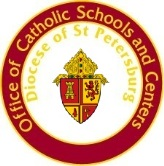 Office of Catholic Schools and Centers
Diocese of St Petersburg